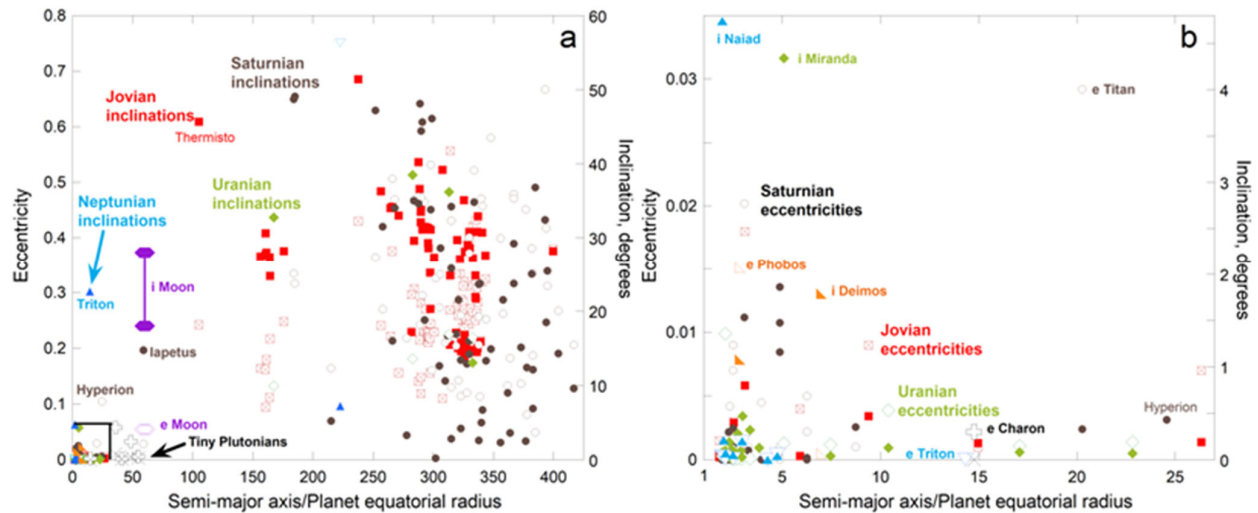 a
0.8
0.7
0.6
0.5
0.4
0.3
0.2
0.1
0
Eccentricity
60
50
40
30
20
10
0
Inclination, degrees
0
50
100
150
200
250
300
350
400
Semi-major axis/Planet equatorial radius
Saturnian
inclinations
Jovian
inclinations
Thermisto
Uranian
inclinations
Neptunian
inclinations
Triton
i Moon
Iapetus
Hyperion
e Moon
Tiny Plutonians
b
0.03
0.02
0.01
0
Eccentricity
4
3
2
1
0
Inclination, degrees
1
5
10
15
20
25
Semi-major axis/Planet equatorial radius
i Naiad
i Miranda
e Titan
Saturnian
eccentricities
e Phobos
i Deimos
Jovian
eccentricities
Uranian
eccentricities
Hyperion
e Charon
e Triton